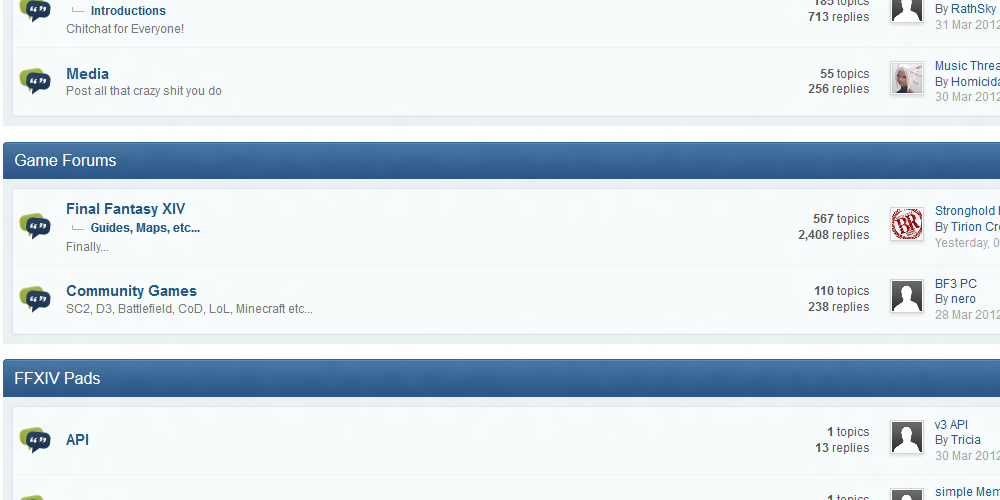 185 topics
Introductions
713 replies
Chitchat for Everyone!
By RathSky
31 Mar 2012
Media
Post all that crazy shit you do
55 topics
256 replies
Music Threa
By Homicida
30 Mar 2012
Game Forums
Final Fantasy XIV
Guides, Maps, etc...
Finally...
567 topics
2,408 replies
BR
Stronghold
By Tirion Cr
Yesterday, 0
Community Games
SC2, D3, Battlefield, CoD, LoL, Minecraft etc...
110 topics
238 replies
BF3 PC
By nero
28 Mar 2012
FFXIV Pads
API
1 topics
13 replies
v3 API
By Tricia
30 Mar 2012
1 topics
simple Mem